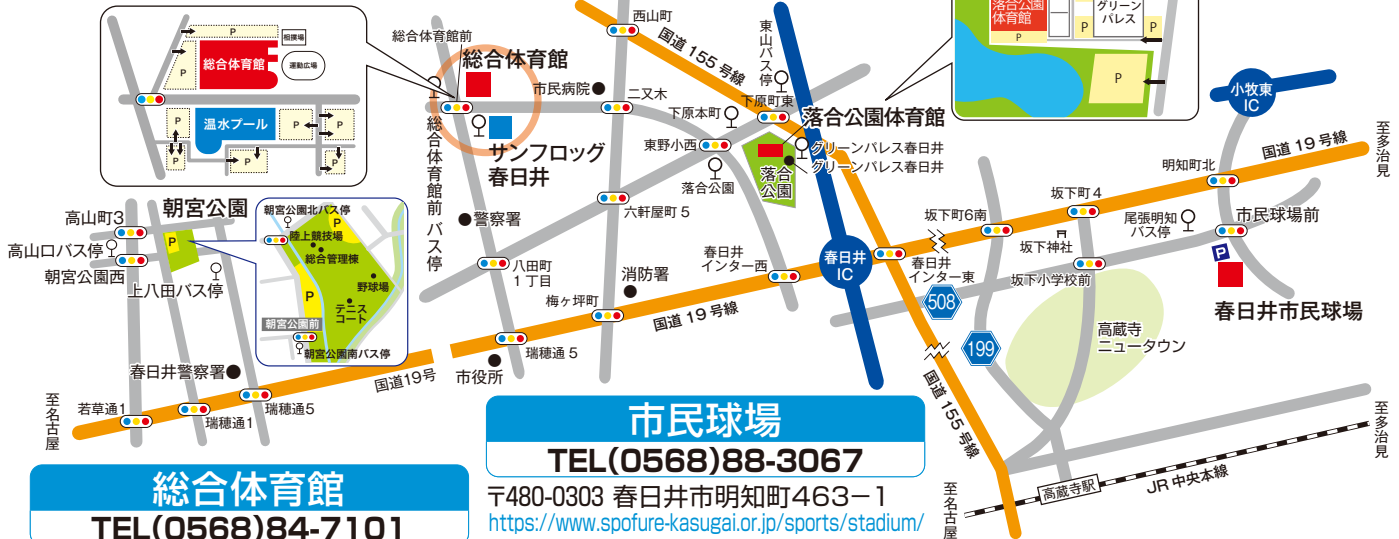 P
相撲場
総合体育館
運動広場
P
温水プール
P
P
P
P
P
P
P
総合体育館前
総合体育館
市民病院
二又木
西山町
国道155号線
東山バス停
下原町東
下原本町
東野小西
落合公園体育館
グリーンバレス春日井
グリーンパレス春日井
落合
公園
落合公園
総合体育館前 バス停
サンフロッグ
春日井
警察署
六軒屋町5
八田町
1丁目
消防署
梅ヶ坪町
春日井
インター西
春日井
IC
春日井
インター東
落合公園
体育館
グリーン
パレス
P
P
P
P
小牧東
IC
国道19号線
至多治見
明知町北
坂下町4
坂下町6南
坂下神社
尾張明知
バス停
市民球場前
坂下小学校前
P
春日井市民球場
508
199
高蔵寺
ニュータウン
朝宮公園
高山町3
高山口バス停
朝宮公園西
上八田バス停
P
朝宮公園北バス停
P
陸上競技場
総合管理棟
野球場
P
テニス
コート
朝宮公園前
朝宮公園南バス停
春日井警察署
国道19号
国道19号線
瑞穂通5
市役所
至名古屋
若草通1
瑞穂通1
瑞穂通5
国道155号線
至多治見
高蔵寺駅
JR中央本線
至名古屋
総合体育館
TEL(0568)84-7101
市民球場
TEL(0568)88-3067
〒480-0303 春日井市明知町463−1
https://www.spofure-kasugai.or.jp/sports/stadium/